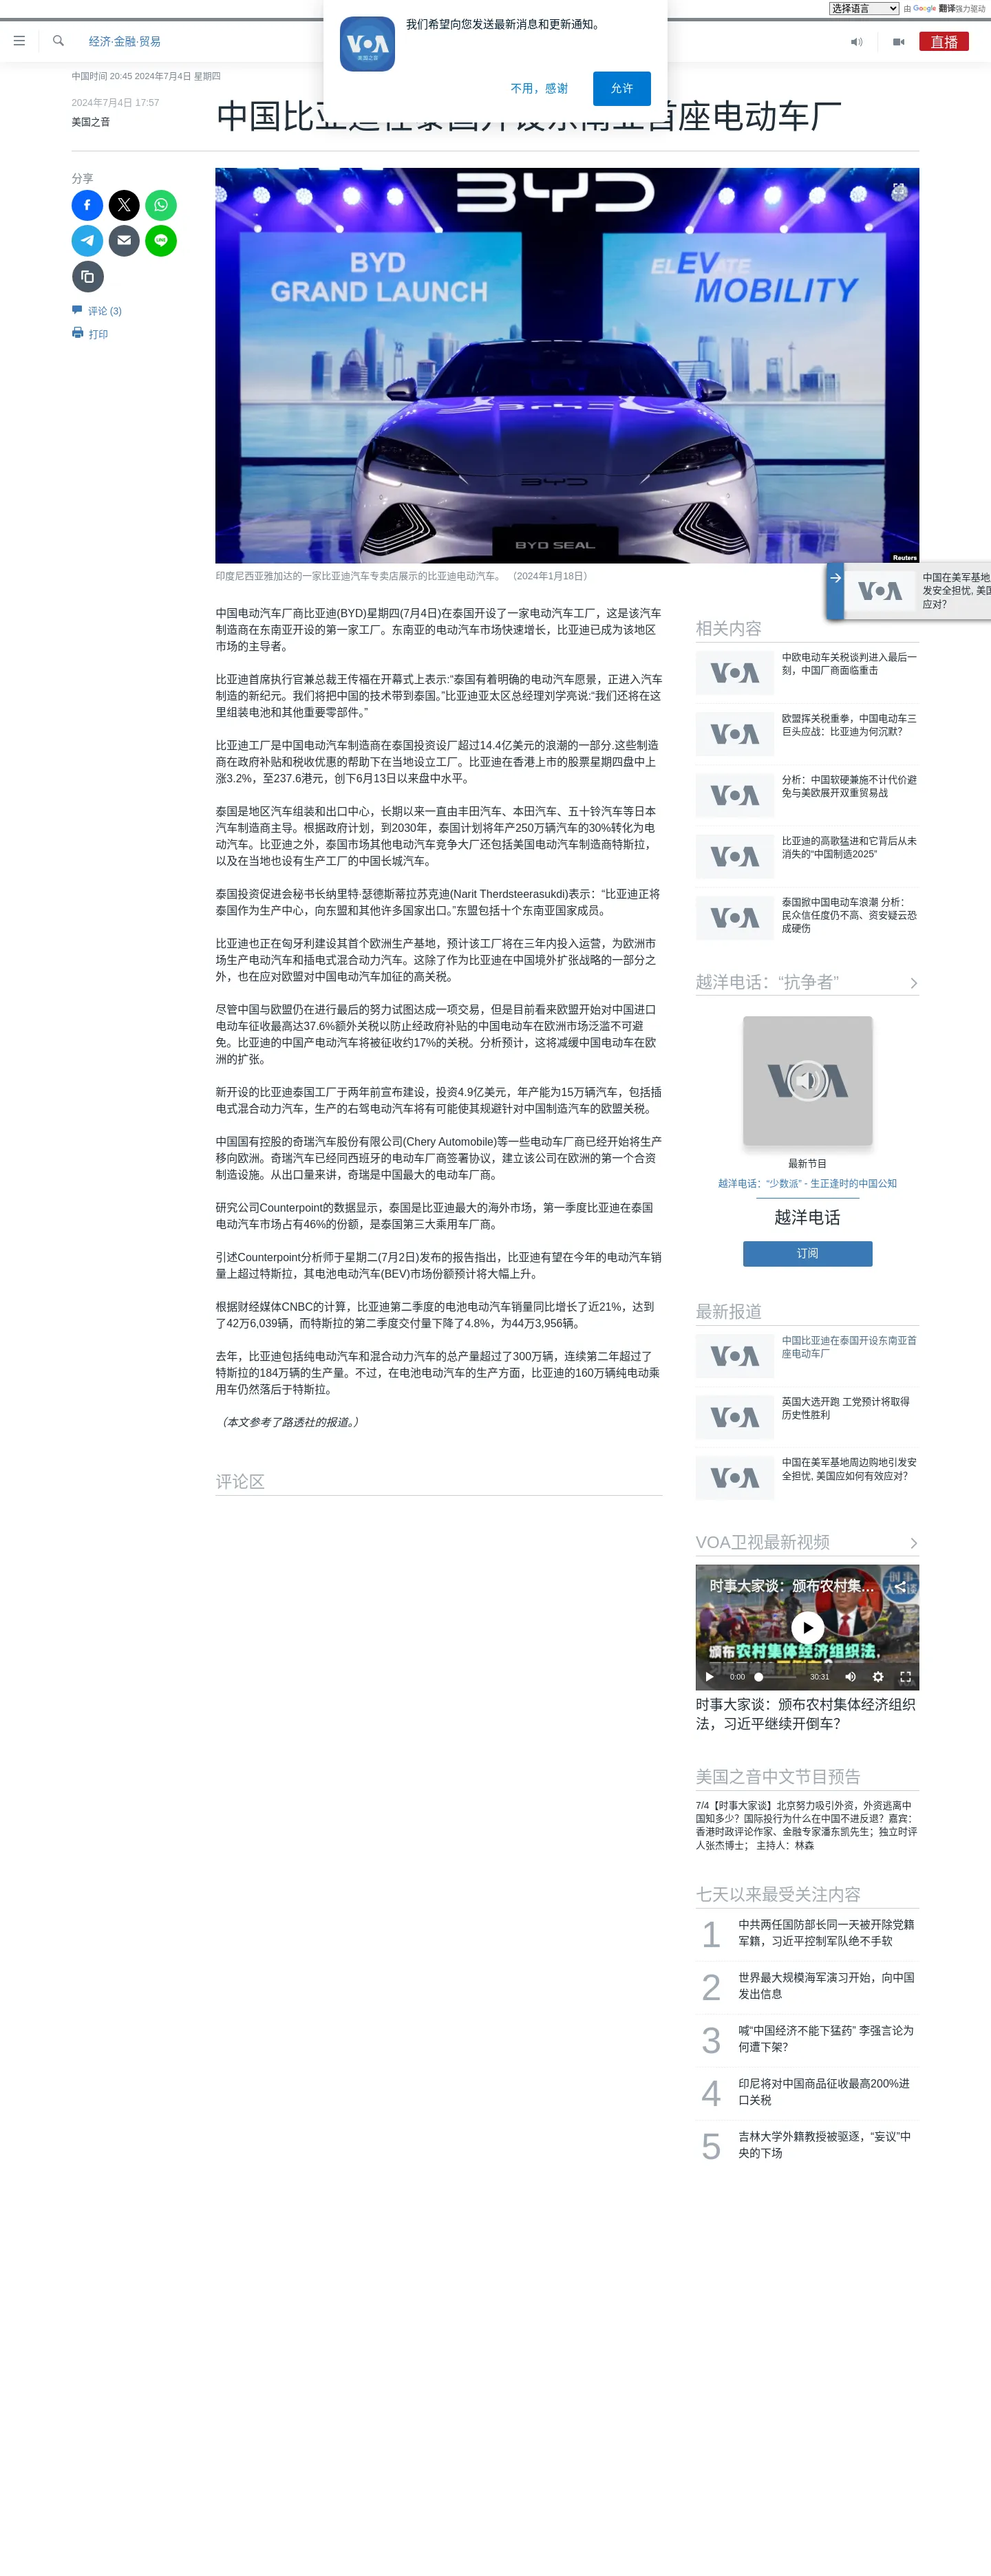 选择语言
由 Google 翻译强力驱动
我们希望向您发送最新消息和更新通知。
VOA
美国之音
不用，感谢
允许
经济·金融·贸易
直播
中国时间 20:45 2024年7月4日 星期四
2024年7月4日 17:57
美国之音
中国比亚迪在泰国开设东南亚首座电动车厂
分享
评论 (3)
打印
BYD
BYD
GRAND LAUNCH
ELEVATE
MOBILITY
BYD
BYD SEAL
Reuters
印度尼西亚雅加达的一家比亚迪汽车专卖店展示的比亚迪电动汽车。 （2024年1月18日）
中国电动汽车厂商比亚迪(BYD)星期四(7月4日)在泰国开设了一家电动汽车工厂，这是该汽车
制造商在东南亚开设的第一家工厂。东南亚的电动汽车市场快速增长，比亚迪已成为该地区
市场的主导者。
比亚迪首席执行官兼总裁王传福在开幕式上表示:“泰国有着明确的电动汽车愿景，正进入汽车
制造的新纪元。我们将把中国的技术带到泰国。”比亚迪亚太区总经理刘学亮说:“我们还将在这
里组装电池和其他重要零部件。”
比亚迪工厂是中国电动汽车制造商在泰国投资设厂超过14.4亿美元的浪潮的一部分.这些制造
商在政府补贴和税收优惠的帮助下在当地设立工厂。比亚迪在香港上市的股票星期四盘中上
涨3.2%，至237.6港元，创下6月13日以来盘中水平。
泰国是地区汽车组装和出口中心，长期以来一直由丰田汽车、本田汽车、五十铃汽车等日本
汽车制造商主导。根据政府计划，到2030年，泰国计划将年产250万辆汽车的30%转化为电
动汽车。比亚迪之外，泰国市场其他电动汽车竞争大厂还包括美国电动汽车制造商特斯拉，
以及在当地也设有生产工厂的中国长城汽车。
泰国投资促进会秘书长纳里特·瑟德斯蒂拉苏克迪(Narit Therdsteerasukdi)表示：“比亚迪正将
泰国作为生产中心，向东盟和其他许多国家出口。”东盟包括十个东南亚国家成员。
比亚迪也正在匈牙利建设其首个欧洲生产基地，预计该工厂将在三年内投入运营，为欧洲市
场生产电动汽车和插电式混合动力汽车。这除了作为比亚迪在中国境外扩张战略的一部分之
外，也在应对欧盟对中国电动汽车加征的高关税。
尽管中国与欧盟仍在进行最后的努力试图达成一项交易，但是目前看来欧盟开始对中国进口
电动车征收最高达37.6%额外关税以防止经政府补贴的中国电动车在欧洲市场泛滥不可避
免。比亚迪的中国产电动汽车将被征收约17%的关税。分析预计，这将减缓中国电动车在欧
洲的扩张。
新开设的比亚迪泰国工厂于两年前宣布建设，投资4.9亿美元，年产能为15万辆汽车，包括插
电式混合动力汽车，生产的右驾电动汽车将有可能使其规避针对中国制造汽车的欧盟关税。
中国国有控股的奇瑞汽车股份有限公司(Chery Automobile)等一些电动车厂商已经开始将生产
移向欧洲。奇瑞汽车已经同西班牙的电动车厂商签署协议，建立该公司在欧洲的第一个合资
制造设施。从出口量来讲，奇瑞是中国最大的电动车厂商。
研究公司Counterpoint的数据显示，泰国是比亚迪最大的海外市场，第一季度比亚迪在泰国
电动汽车市场占有46%的份额，是泰国第三大乘用车厂商。
引述Counterpoint分析师于星期二(7月2日)发布的报告指出，比亚迪有望在今年的电动汽车销
量上超过特斯拉，其电池电动汽车(BEV)市场份额预计将大幅上升。
根据财经媒体CNBC的计算，比亚迪第二季度的电池电动汽车销量同比增长了近21%，达到
了42万6,039辆，而特斯拉的第二季度交付量下降了4.8%，为44万3,956辆。
去年，比亚迪包括纯电动汽车和混合动力汽车的总产量超过了300万辆，连续第二年超过了
特斯拉的184万辆的生产量。不过，在电池电动汽车的生产方面，比亚迪的160万辆纯电动乘
用车仍然落后于特斯拉。
（本文参考了路透社的报道。）
评论区
VOA
中国在美军基地
发安全担忧, 美国
应对？
相关内容
VOA
中欧电动车关税谈判进入最后一
刻，中国厂商面临重击
VOA
欧盟挥关税重拳，中国电动车三
巨头应战：比亚迪为何沉默？
VOA
分析：中国软硬兼施不计代价避
免与美欧展开双重贸易战
VOA
比亚迪的高歌猛进和它背后从未
消失的“中国制造2025”
VOA
泰国掀中国电动车浪潮 分析：
民众信任度仍不高、资安疑云恐
成硬伤
越洋电话：“抗争者”
VOA
最新节目
越洋电话：“少数派” - 生正逢时的中国公知
越洋电话
订阅
最新报道
VOA
中国比亚迪在泰国开设东南亚首
座电动车厂
VOA
英国大选开跑 工党预计将取得
历史性胜利
VOA
中国在美军基地周边购地引发安
全担忧, 美国应如何有效应对？
VOA卫视最新视频
时事大家谈：颁布农村集...
时事
大家谈
颁布农村集体经济组织法,
0:00
30:31
时事大家谈：颁布农村集体经济组织
法，习近平继续开倒车？
美国之音中文节目预告
7/4【时事大家谈】北京努力吸引外资，外资逃离中
国知多少？国际投行为什么在中国不进反退？嘉宾：
香港时政评论作家、金融专家潘东凯先生；独立时评
人张杰博士； 主持人：林森
七天以来最受关注内容
1
中共两任国防部长同一天被开除党籍
军籍，习近平控制军队绝不手软
2
世界最大规模海军演习开始，向中国
发出信息
3
喊“中国经济不能下猛药” 李强言论为
何遭下架？
4
印尼将对中国商品征收最高200%进
口关税
5
吉林大学外籍教授被驱逐，“妄议”中
央的下场